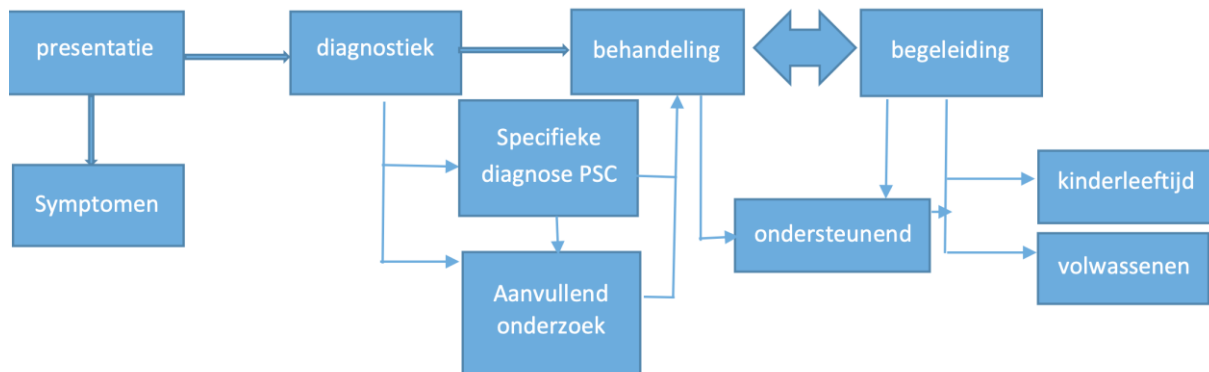 presentatie
diagnostiek
behandeling
begeleiding
Symptomen
Specifieke
diagnose PSC
Aanvullend
onderzoek
ondersteunend
kinderleeftijd
volwassenen